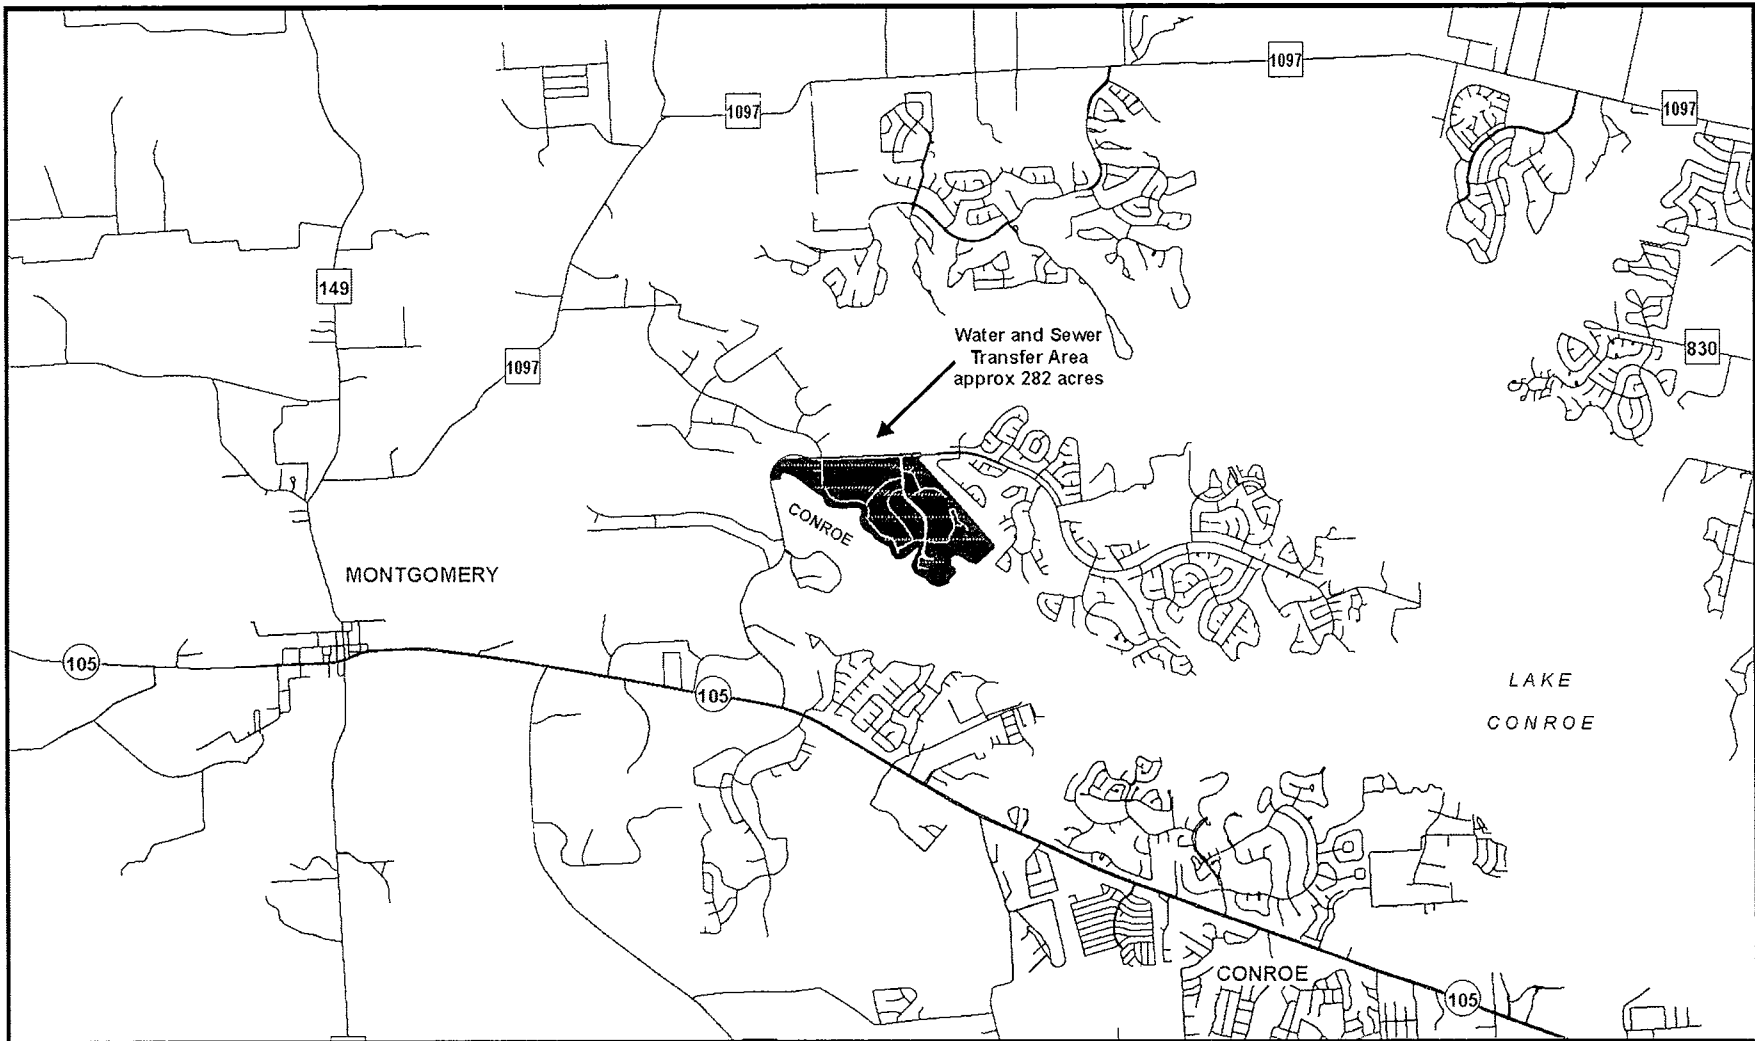 1097
1097
1097
149
Water and Sewer
Transfer Area
approx 282 acres
830
1097
CONROE
MONTGOMERY
105
105
LAKE
CONROE
CONROE
105